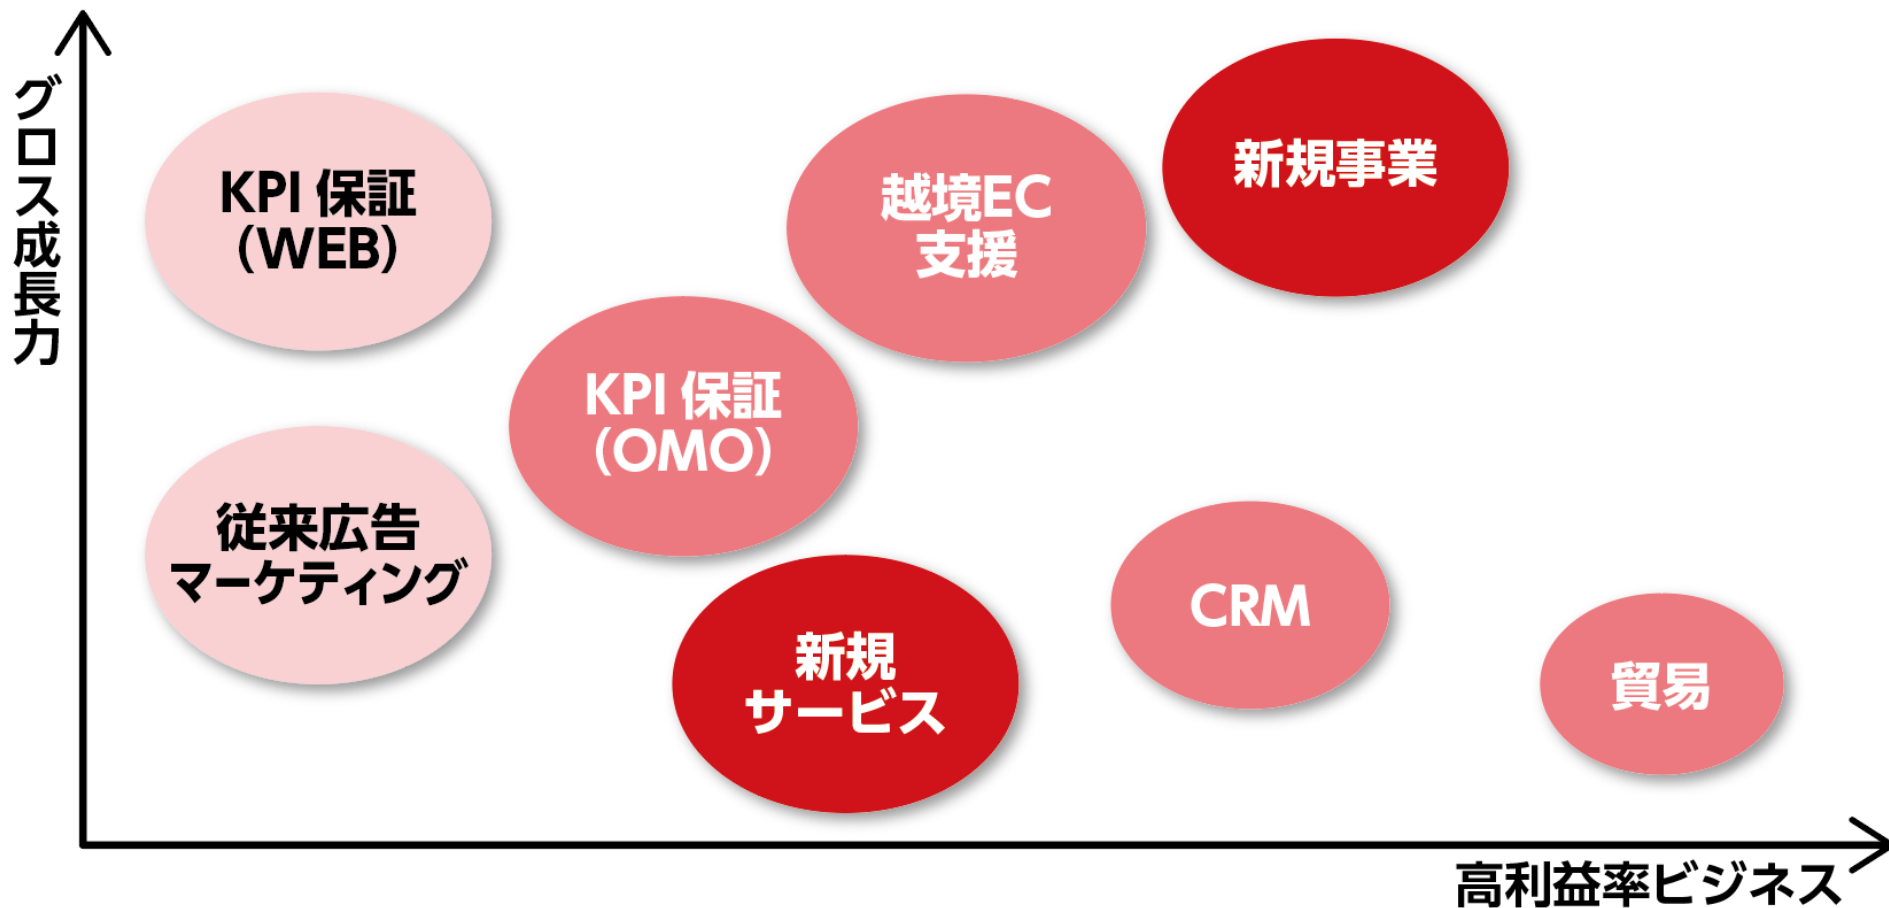 グロス成長力
KPI 保証
(WEB)
越境EC
支援
新規事業
KPI 保証
(OMO)
従来広告
マーケティング
新規
サービス
CRM
貿易
高利益率ビジネス